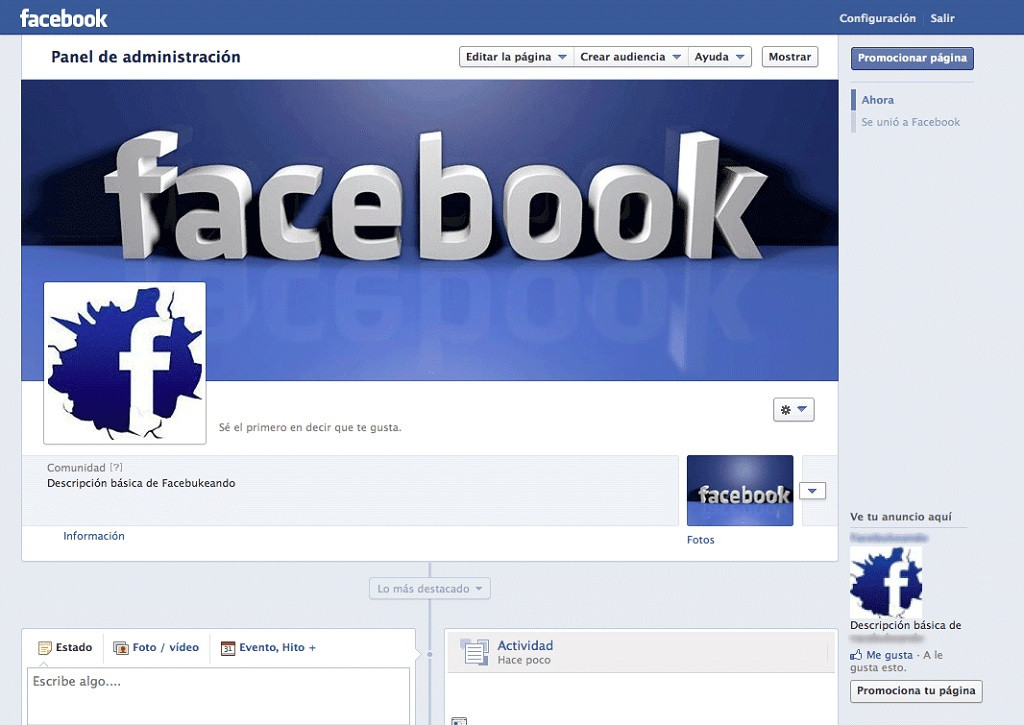 facebook
Configuración
Salir
Panel de administración
Editar la página
Crear audiencia
Ayuda
Mostrar
Promocionar página
Ahora
Se unió a Facebook
facebook
f
Sé el primero en decir que te gusta.
Comunidad [?]
Descripción básica de Facebukeando
Información
facebook
Fotos
Lo más destacado
Estado
Foto / vídeo
31
Evento, Hito +
Escribe algo....
Actividad
Hace poco
Ve tu anuncio aquí
f
Descripción básica de
Me gusta · A le
gusta esto.
Promociona tu página